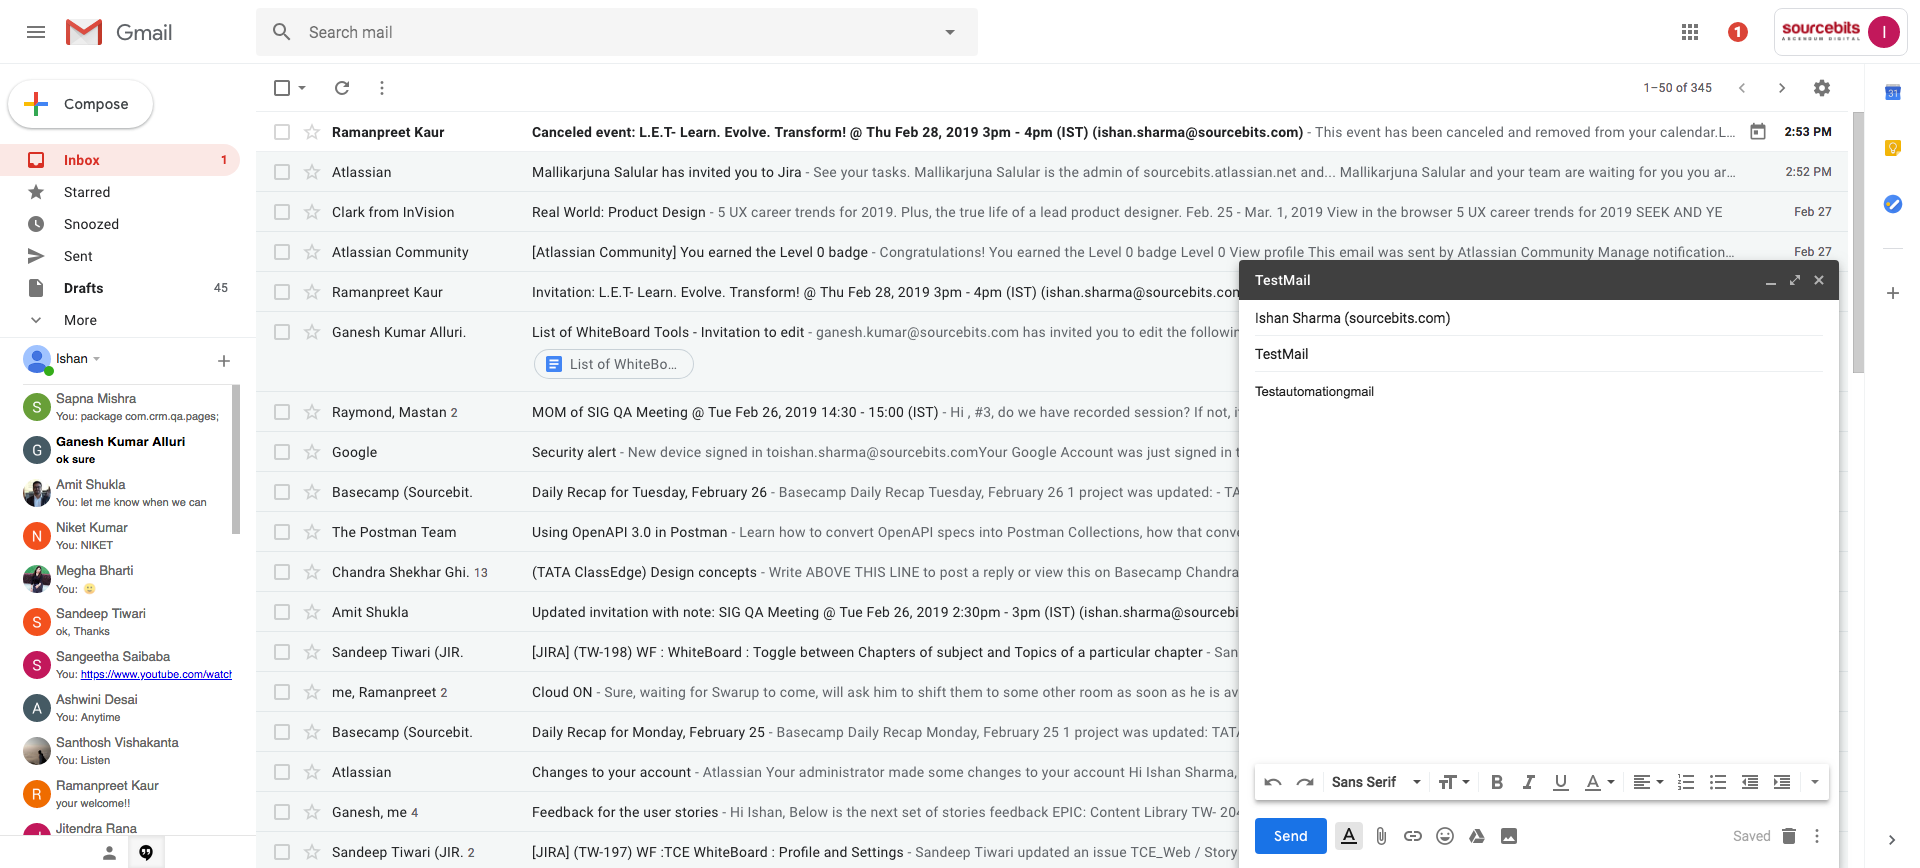 Gmail
Search mail
1
sourcebits
ASCENDUM DIGITAL
I
Compose
1–50 of 345
31
Inbox 1
Starred
Snoozed
Sent
Drafts 45
More
Ishan
Sapna Mishra
You: package com.crm.qa.pages;
Ganesh Kumar Alluri
ok sure
Amit Shukla
You: let me know when we can
Niket Kumar
You: NIKET
Megha Bharti
You: 
Sandeep Tiwari
ok, Thanks
Sangeetha Saibaba
You: https://www.youtube.com/watch
Ashwini Desai
You: Anytime
Santhosh Vishakanta
You: Listen
Ramanpreet Kaur
your welcome!!
Jitendra Rana
S
G
N
S
S
A
R
Ramanpreet Kaur Canceled event: L.E.T- Learn. Evolve. Transform! @ Thu Feb 28, 2019 3pm - 4pm (IST) (ishan.sharma@sourcebits.com) - This event has been canceled and removed from your calendar.L... 2:53 PM
Atlassian Mallikarjuna Salular has invited you to Jira - See your tasks. Mallikarjuna Salular is the admin of sourcebits.atlassian.net and... Mallikarjuna Salular and your team are waiting for you you ar... 2:52 PM
Clark from InVision Real World: Product Design - 5 UX career trends for 2019. Plus, the true life of a lead product designer. Feb. 25 - Mar. 1, 2019 View in the browser 5 UX career trends for 2019 SEEK AND YE Feb 27
Atlassian Community [Atlassian Community] You earned the Level 0 badge - Congratulations! You earned the Level 0 badge Level 0 View profile This email was sent by Atlassian Community Manage notification... Feb 27
Ramanpreet Kaur Invitation: L.E.T- Learn. Evolve. Transform! @ Thu Feb 28, 2019 3pm - 4pm (IST) (ishan.sharma@sourcebits.con
Ganesh Kumar Alluri. List of WhiteBoard Tools - Invitation to edit - ganesh.kumar@sourcebits.com has invited you to edit the followin
List of WhiteBo...
Raymond, Mastan 2 MOM of SIG QA Meeting @ Tue Feb 26, 2019 14:30 - 15:00 (IST) - Hi , #3, do we have recorded session? If not, i
Google Security alert - New device signed in toishan.sharma@sourcebits.comYour Google Account was just signed in t
Basecamp (Sourcebit. Daily Recap for Tuesday, February 26 - Basecamp Daily Recap Tuesday, February 26 1 project was updated: - TA
The Postman Team Using OpenAPI 3.0 in Postman - Learn how to convert OpenAPI specs into Postman Collections, how that conve
Chandra Shekhar Ghi. 13 (TATA ClassEdge) Design concepts - Write ABOVE THIS LINE to post a reply or view this on Basecamp Chandra
Amit Shukla Updated invitation with note: SIG QA Meeting @ Tue Feb 26, 2019 2:30pm - 3pm (IST) (ishan.sharma@sourcebi
Sandeep Tiwari (JIR. [JIRA] (TW-198) WF : WhiteBoard : Toggle between Chapters of subject and Topics of a particular chapter - San
me, Ramanpreet 2 Cloud ON - Sure, waiting for Swarup to come, will ask him to shift them to some other room as soon as he is av
Basecamp (Sourcebit. Daily Recap for Monday, February 25 - Basecamp Daily Recap Monday, February 25 1 project was updated: TAT
Atlassian Changes to your account - Atlassian Your administrator made some changes to your account Hi Ishan Sharma,
Ganesh, me 4 Feedback for the user stories - Hi Ishan, Below is the next set of stories feedback EPIC: Content Library TW- 204
Sandeep Tiwari (JIR. 2 [JIRA] (TW-197) WF :TCE WhiteBoard : Profile and Settings - Sandeep Tiwari updated an issue TCE_Web / Story
TestMail
Ishan Sharma (sourcebits.com)
TestMail
Testautomationgmail
Sans Serif
Send
Saved